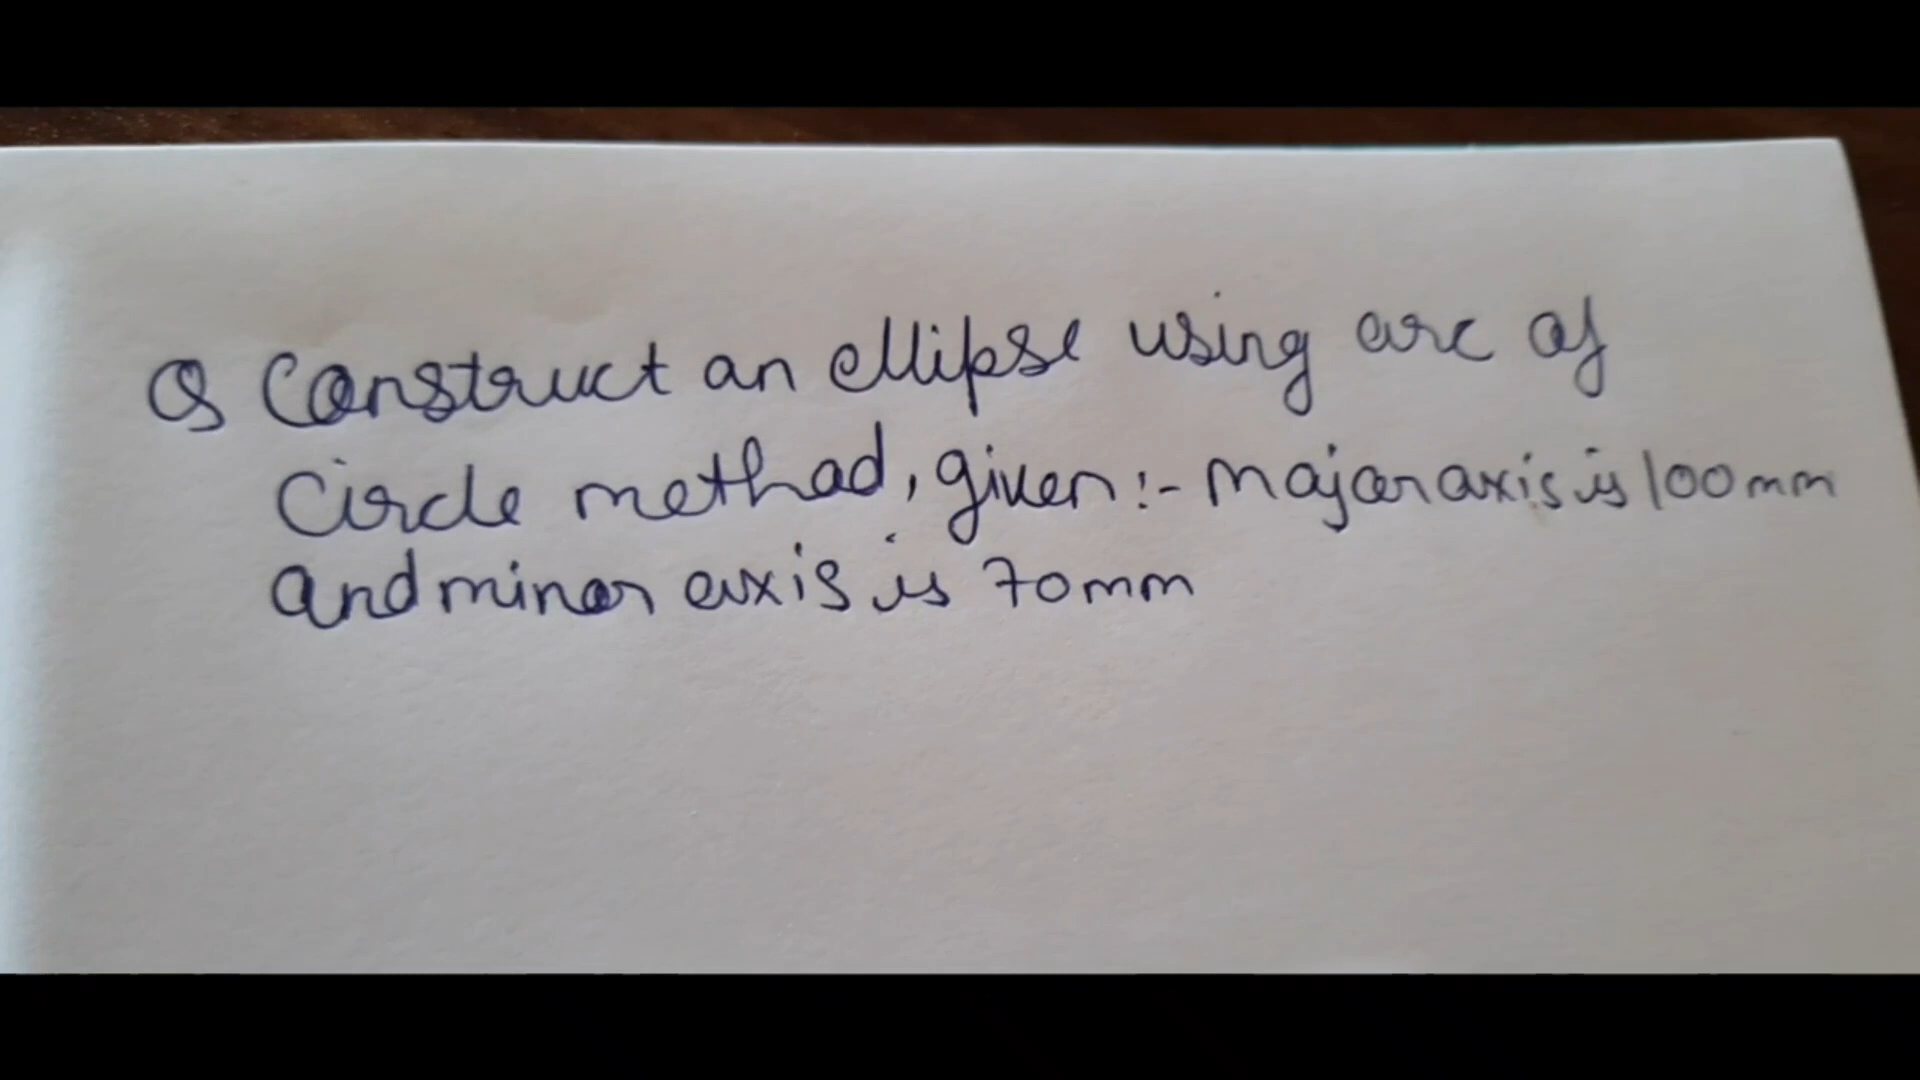 Q Construct an ellipse using arc of
Circle method, given :- Major axis is 100mm
and minor axis is 70mm